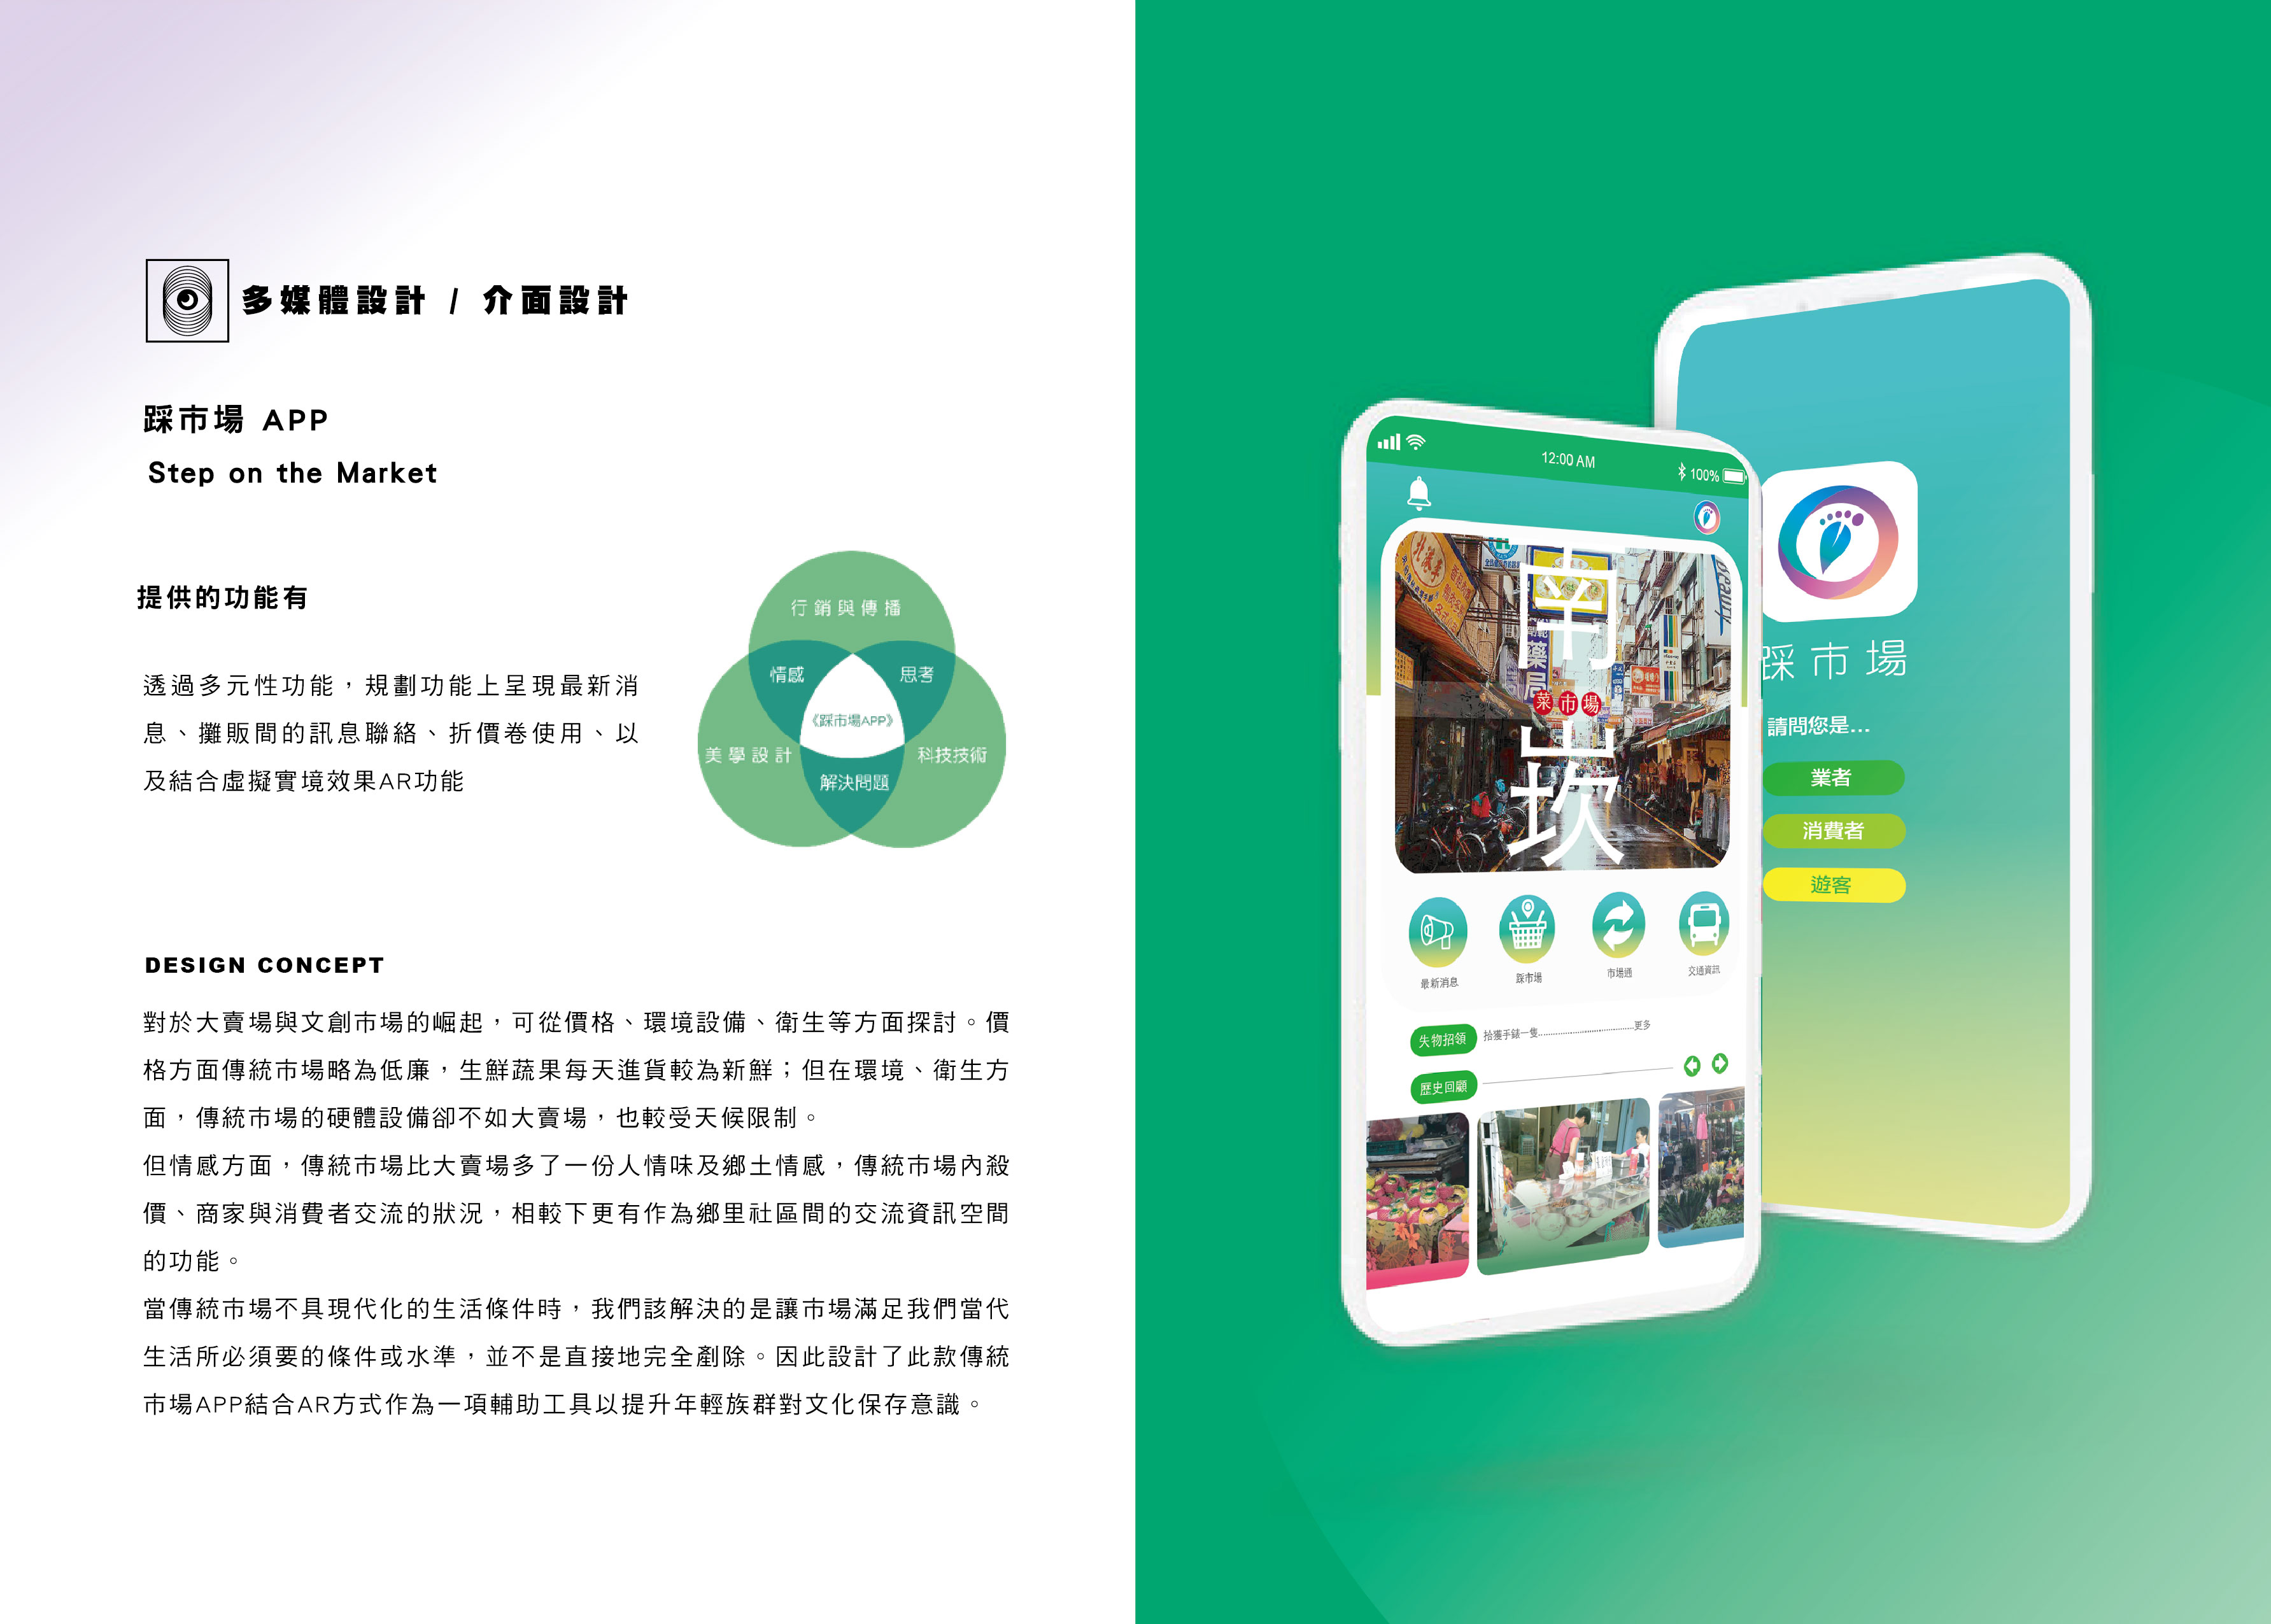 多媒體設計 / 介面設計
踩市場 APP
Step on the Market
提供的功能有
透過多元性功能，規劃功能上呈現最新消
息、攤販間的訊息聯絡、折價卷使用、以
及結合虛擬實境效果AR功能
行銷與傳播
情感
思考
《踩市場APP》
美學設計
科技技術
解決問題
DESIGN CONCEPT
對於大賣場與文創市場的崛起，可從價格、環境設備、衛生等方面探討。價
格方面傳統市場略為低廉，生鮮蔬果每天進貨較為新鮮；但在環境、衛生方
面，傳統市場的硬體設備卻不如大賣場，也較受天候限制。
但情感方面，傳統市場比大賣場多了一份人情味及鄉土情感，傳統市場內殺
價、商家與消費者交流的狀況，相較下更有作為鄉里社區間的交流資訊空間
的功能。
當傳統市場不具現代化的生活條件時，我們該解決的是讓市場滿足我們當代
生活所必須要的條件或水準，並不是直接地完全剷除。因此設計了此款傳統
市場APP結合AR方式作為一項輔助工具以提升年輕族群對文化保存意識。
12:00 AM
100%
南崁
菜市場
藥局
Beauty
最新消息
踩市場
市場通
交通資訊
失物招領
拾獲手錶一隻
更多
歷史回顧
踩市場
請問您是...
業者
消費者
遊客